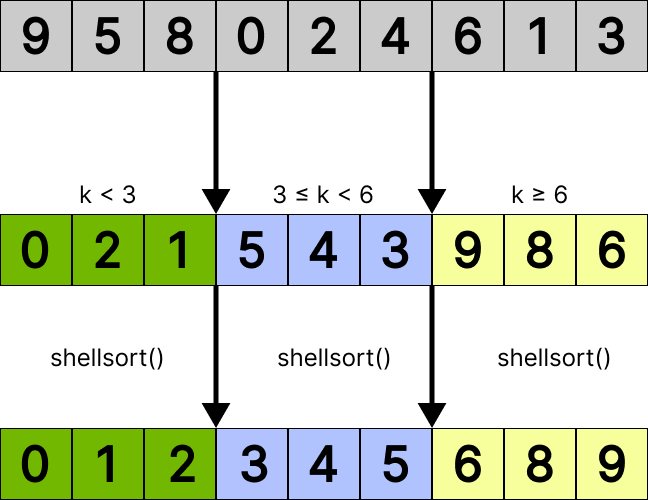 9 5 8 0 2 4 6 1 3
k < 3 3 ≤ k < 6 k ≥ 6
0 2 1 5 4 3 9 8 6
shellsort() shellsort() shellsort()
0 1 2 3 4 5 6 8 9